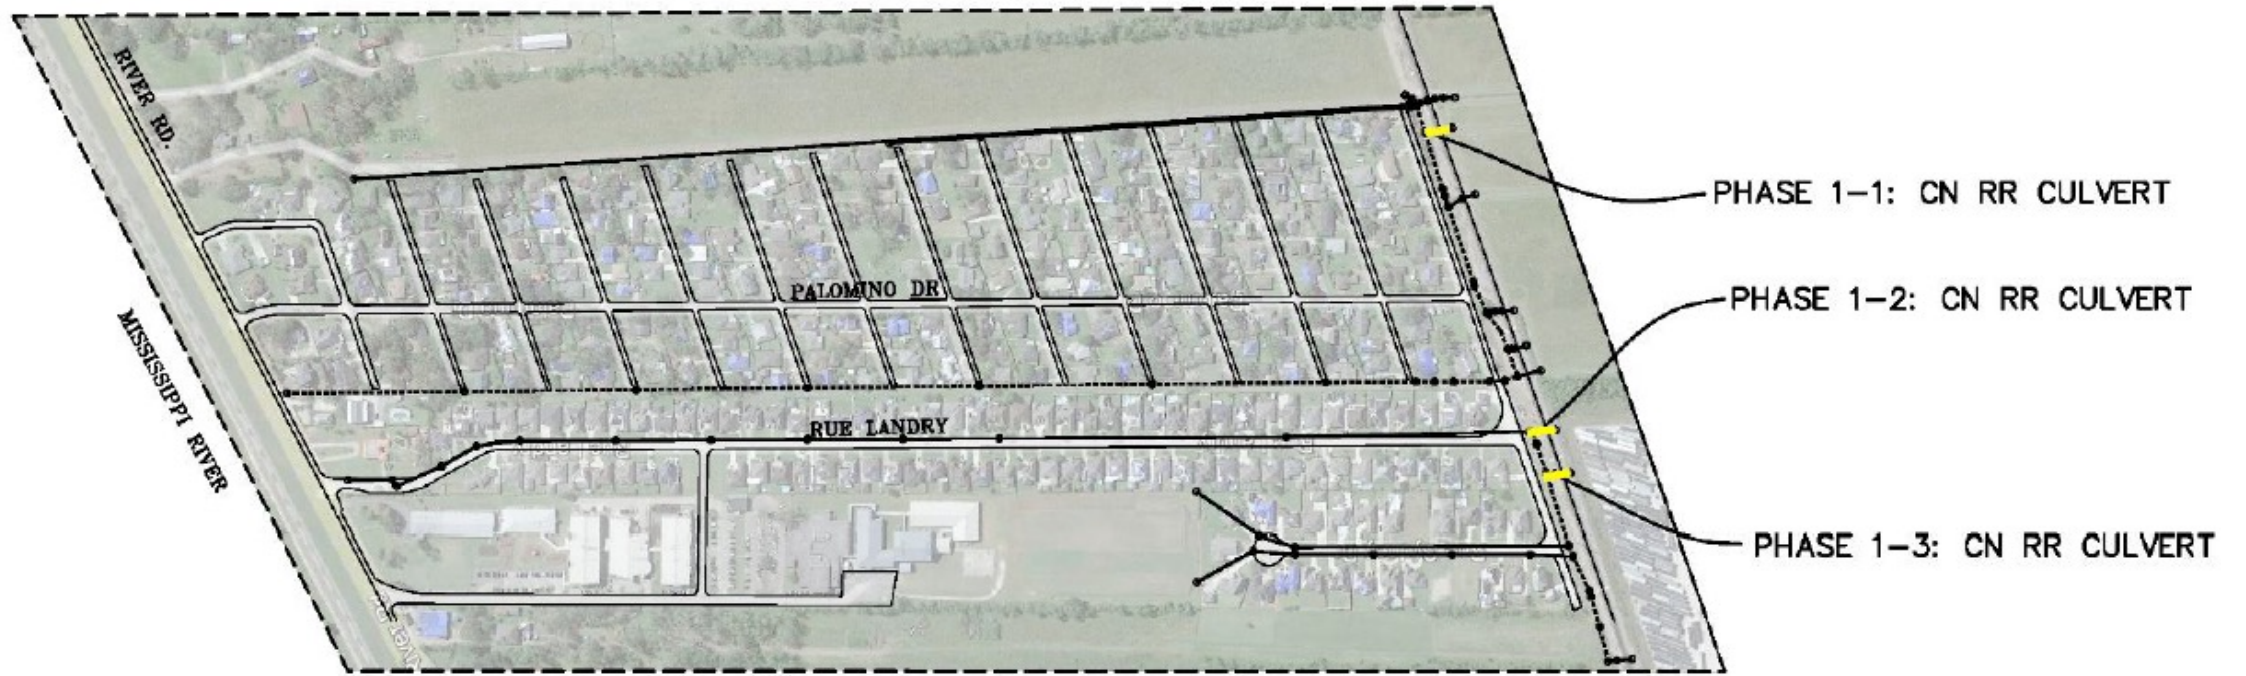 RIVER RD.
PHASE 1-1: CN RR CULVERT
PALOMINO DR
PHASE 1-2: CN RR CULVERT
MISSISSIPPI RIVER
RUE LANDRY
PHASE 1-3: CN RR CULVERT